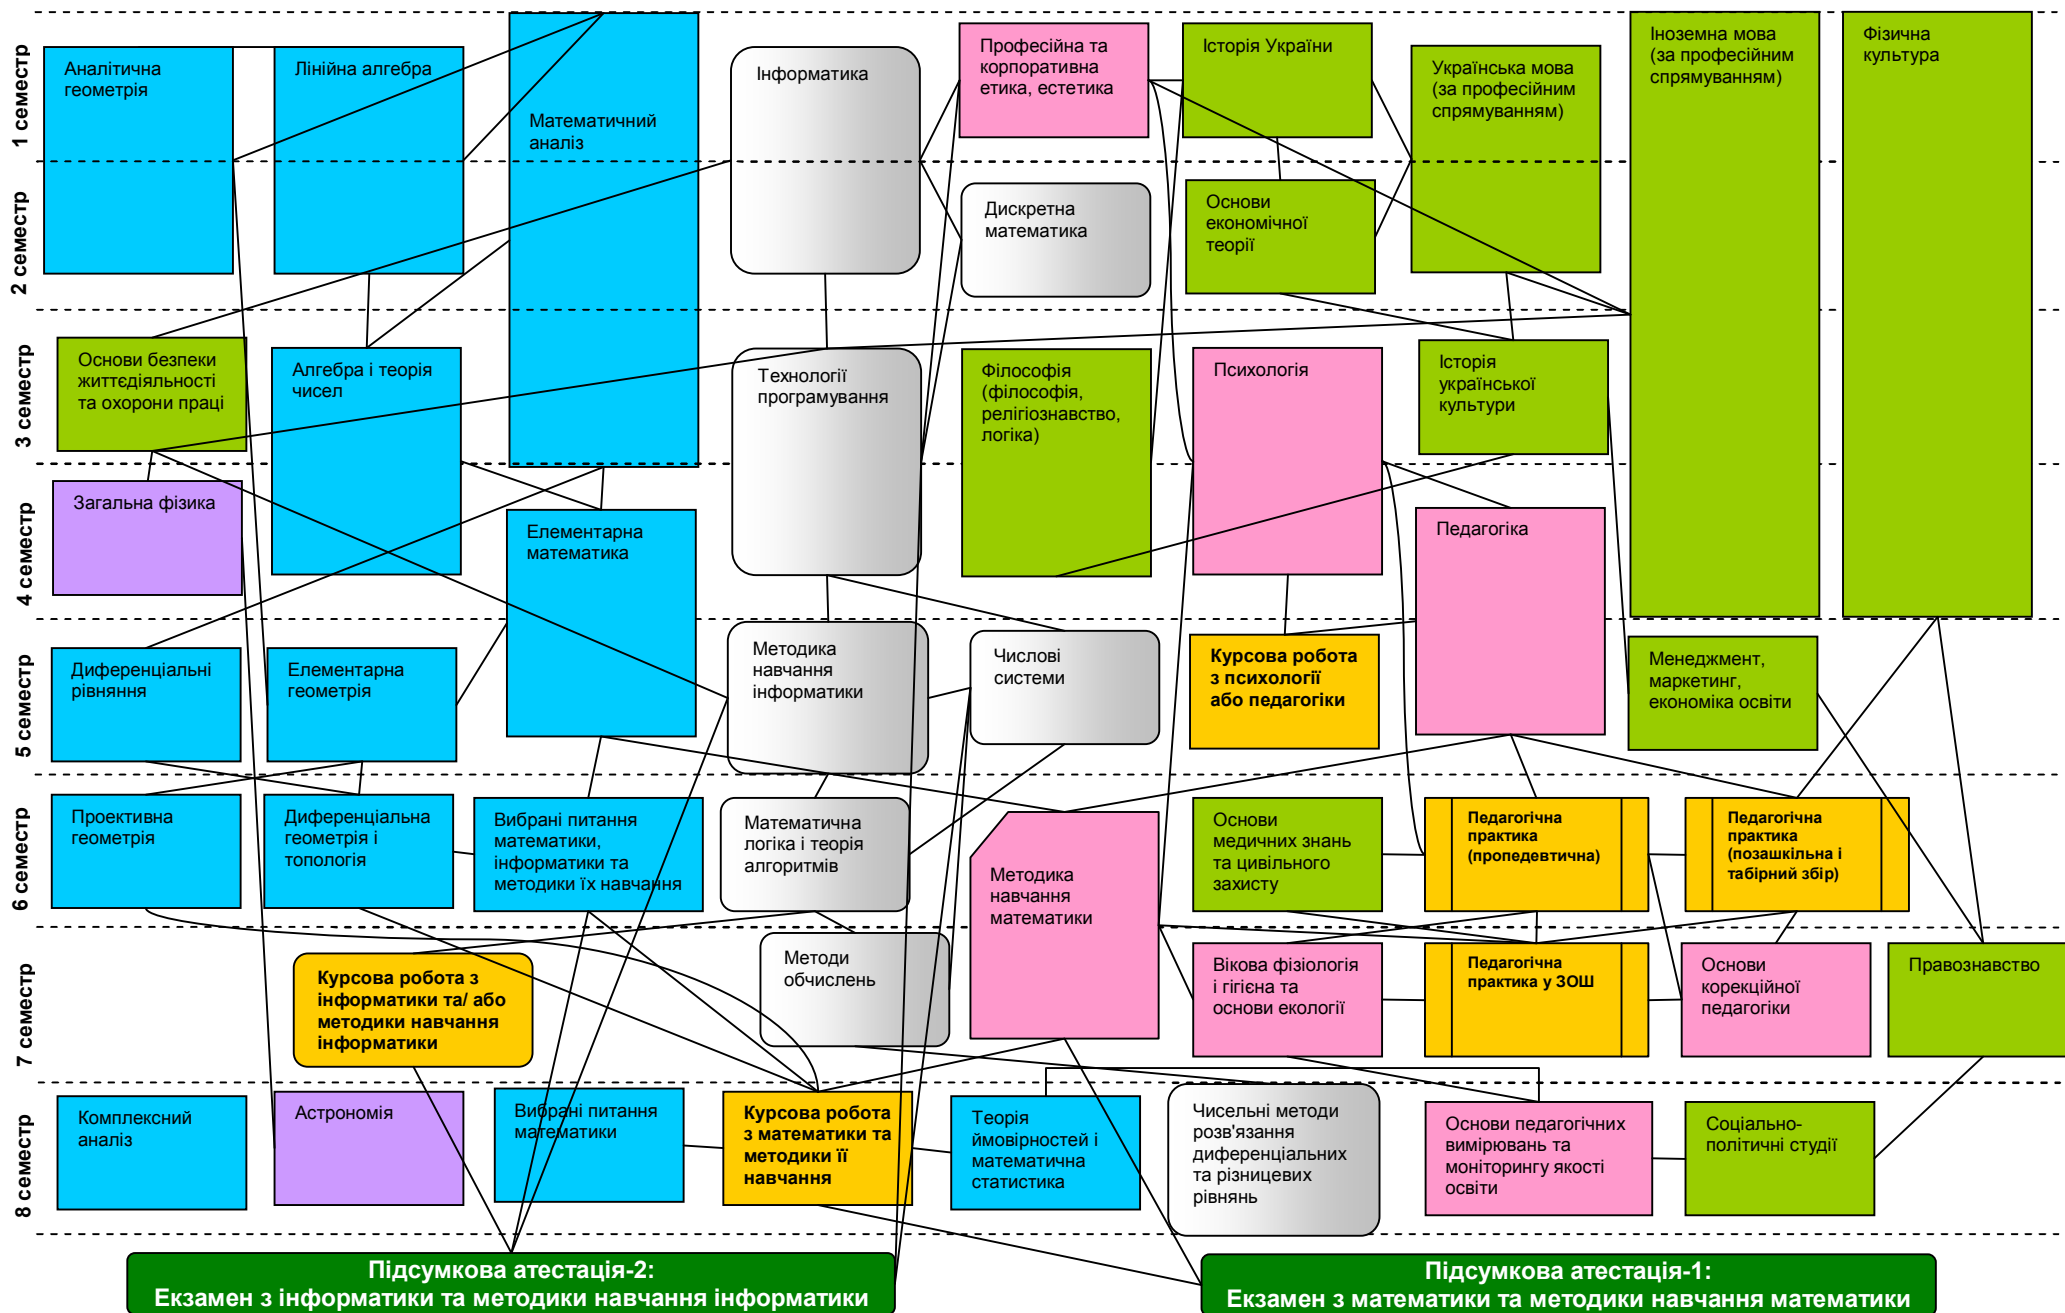 1 семестр
Аналітична
геометрія
Лінійна алгебра
Математичний
аналіз
Інформатика
Професійна та
корпоративна
етика, естетика
Історія України
Українська мова
(за професійним
спрямуванням)
Іноземна мова
(за професійним
спрямуванням)
Фізична
культура
2 семестр
Дискретна
математика
Основи
економічної
теорії
3 семестр
Основи безпеки
життєдіяльності
та охорони праці
Алгебра і теорія
чисел
Технології
програмування
Філософія
(філософія,
релігіознавство,
логіка)
Психологія
Історія
української
культури
4 семестр
Загальна фізика
Елементарна
математика
Педагогіка
5 семестр
Диференціальні
рівняння
Елементарна
геометрія
Методика
навчання
інформатики
Числові
системи
Курсова робота
з психології
або педагогіки
Менеджмент,
маркетинг,
економіка освіти
6 семестр
Проективна
геометрія
Диференціальна
геометрія і
топологія
Вибрані питання
математики,
інформатики та
методики їх навчання
Математична
логіка і теорія
алгоритмів
Методика
навчання
математики
Основи
медичних знань
та цивільного
захисту
Педагогічна
практика
(пропедевтична)
Педагогічна
практика
(позашкільна і
табірний збір)
7 семестр
Курсова робота з
інформатики та/ або
методики навчання
інформатики
Методи
обчислень
Вікова фізіологія
і гігієна та
основи екології
Педагогічна
практика у ЗОШ
Основи
корекційної
педагогіки
Правознавство
8 семестр
Комплексний
аналіз
Астрономія
Вибрані питання
математики
Курсова робота
з математики та
методики її
навчання
Теорія
ймовірностей і
математична
статистика
Чисельні методи
розв'язання
диференціальних
та різницевих
рівнянь
Основи педагогічних
вимірювань та
моніторингу якості
освіти
Соціально-
політичні студії
Підсумкова атестація-2:
Екзамен з інформатики та методики навчання інформатики
Підсумкова атестація-1:
Екзамен з математики та методики навчання математики